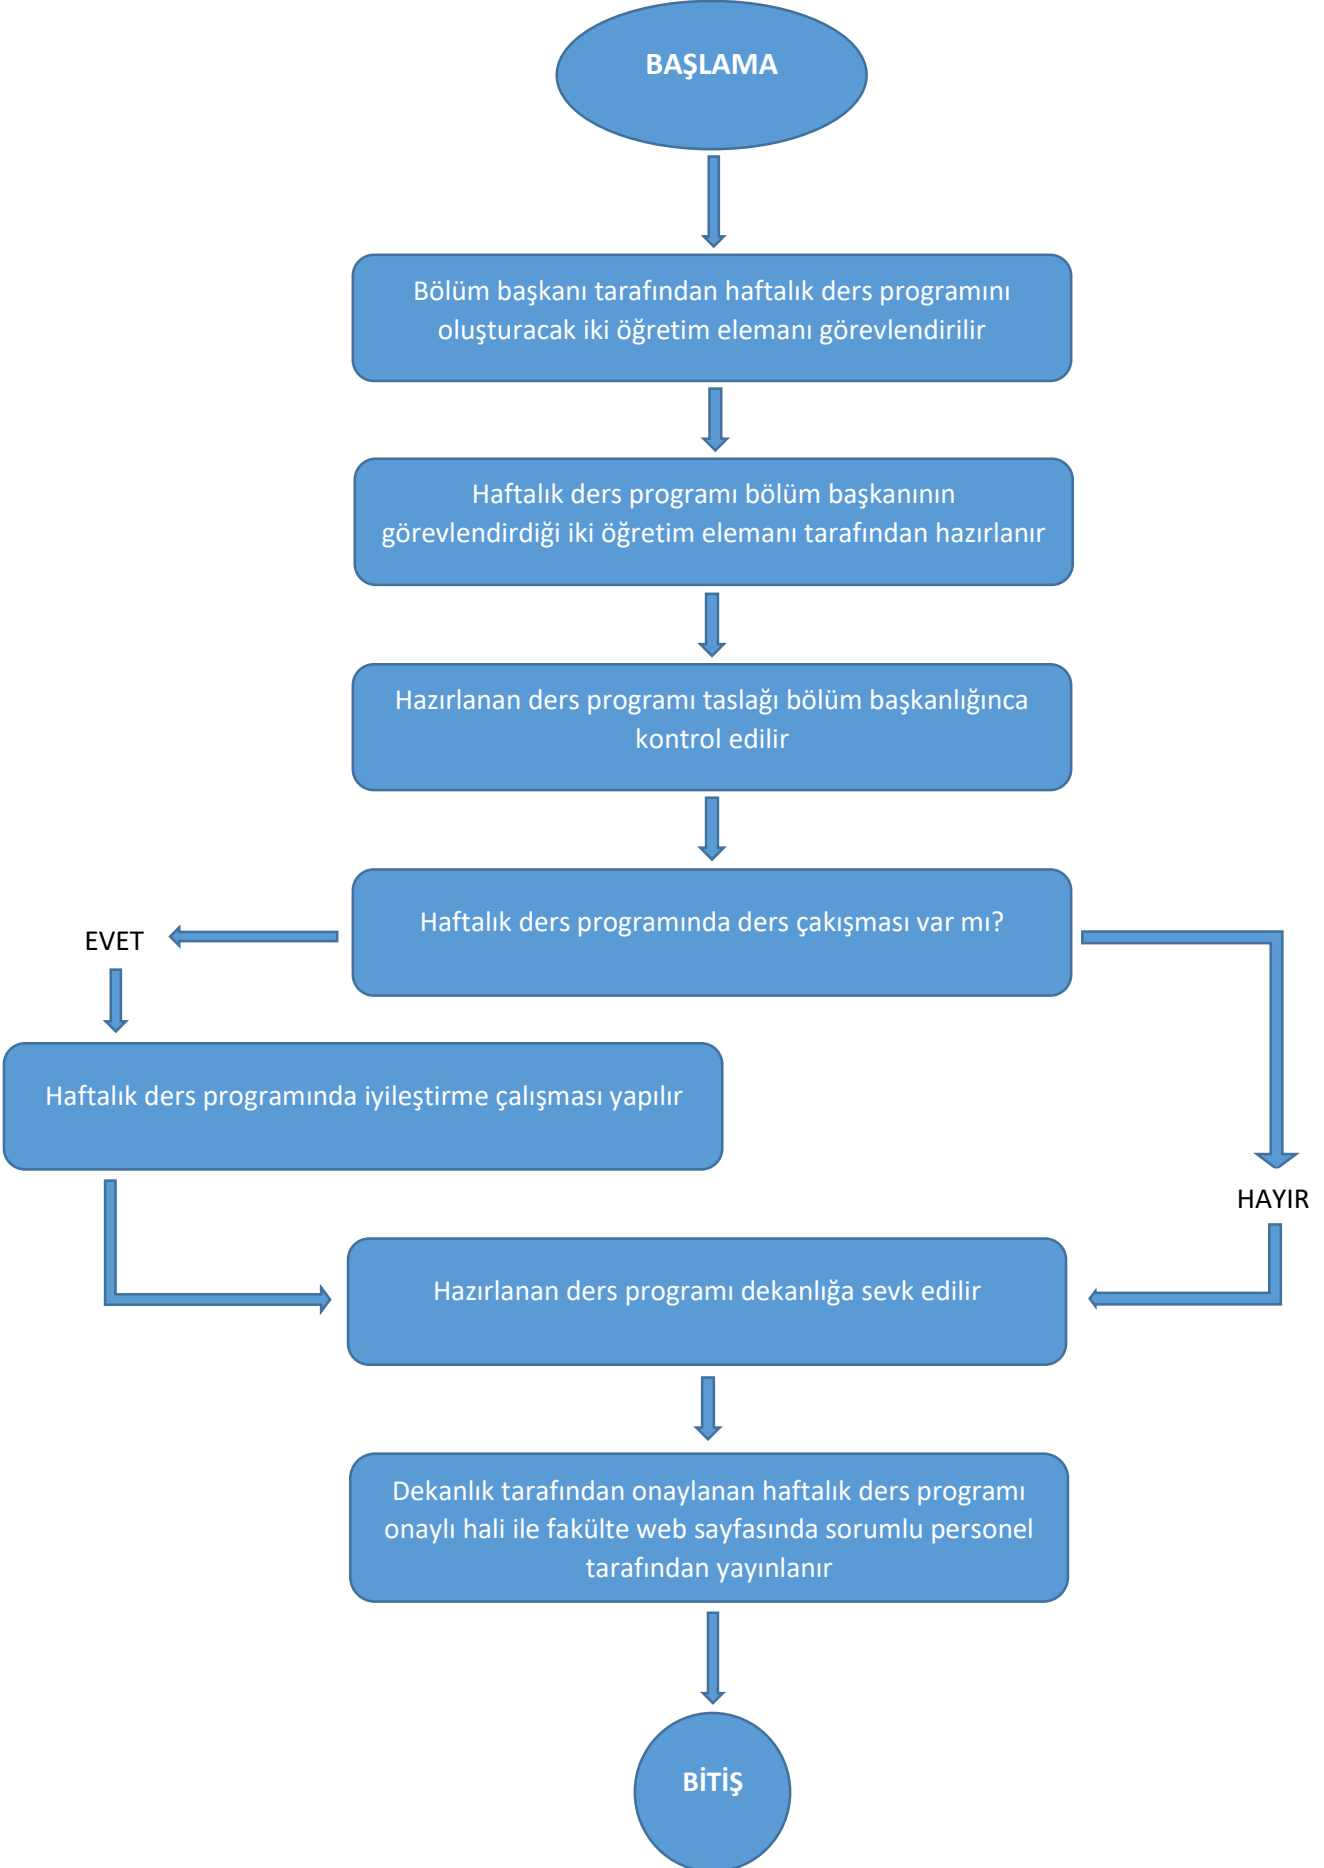 BAŞLAMA
Bölüm başkanı tarafından haftalık ders programını
oluşturacak iki öğretim elemanı görevlendirilir
Haftalık ders programı bölüm başkanının
görevlendirdiği iki öğretim elemanı tarafından hazırlanır
Hazırlanan ders programı taslağı bölüm başkanlığınca
kontrol edilir
Haftalık ders programında ders çakışması var mı?
EVET
Haftalık ders programında iyileştirme çalışması yapılır
HAYIR
Hazırlanan ders programı dekanlığa sevk edilir
Dekanlık tarafından onaylanan haftalık ders programı
onaylı hali ile fakülte web sayfasında sorumlu personel
tarafından yayınlanır
BİTİŞ